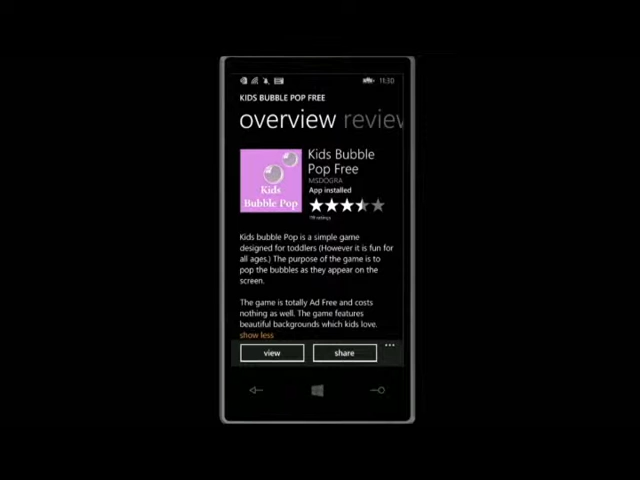 11:30
KIDS BUBBLE POP FREE
overview review
Kids Bubble
Pop Free
MSDOGRA
App installed
ratings
Kids
Bubble Pop
Kids bubble Pop is a simple game
designed for toddlers (However it is fun for
all ages.) The purpose of the game is to
pop the bubbles as they appear on the
screen.
The game is totally Ad Free and costs
nothing as well. The game features
beautiful backgrounds which kids love.
show less
view
share